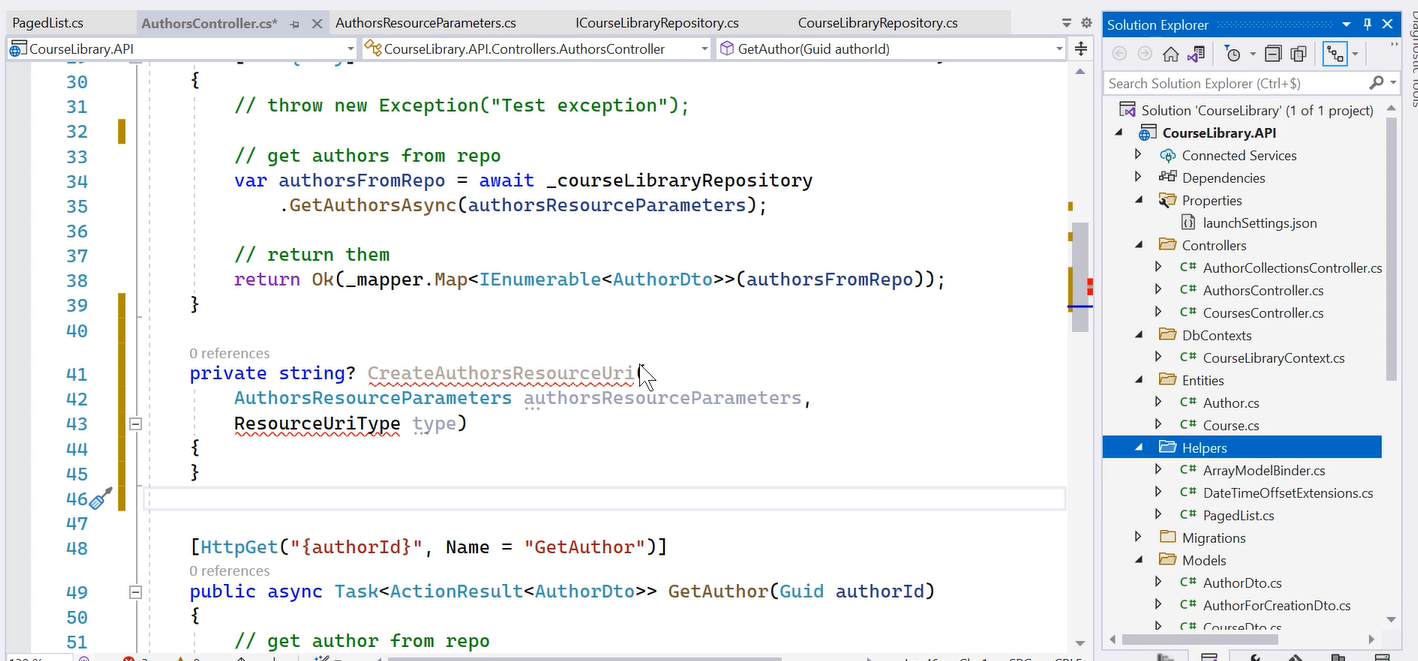 PagedList.cs
AuthorsController.cs*
AuthorsResourceParameters.cs
ICourseLibraryRepository.cs
CourseLibraryRepository.cs
CourseLibrary.API
CourseLibrary.API.Controllers.AuthorsController
GetAuthor(Guid authorId)
30 {
31 // throw new Exception("Test exception");
32
33 // get authors from repo
34 var authorsFromRepo = await _courseLibraryRepository
35 .GetAuthorsAsync(authorsResourceParameters);
36
37 // return them
38 return Ok(_mapper.Map<IEnumerable<AuthorDto>>(authorsFromRepo));
39 }
40
0 references
41 private string? CreateAuthorsResourceUri(
42 AuthorsResourceParameters authorsResourceParameters,
43 ResourceUriType type)
44 {
45 }
46
47
48 [HttpGet("{authorId}", Name = "GetAuthor")]
0 references
49 public async Task<ActionResult<AuthorDto>> GetAuthor(Guid authorId)
50 {
51 // get author from repo
Solution Explorer
Search Solution Explorer (Ctrl+$)
Solution 'CourseLibrary' (1 of 1 project)
CourseLibrary.API
Connected Services
Dependencies
Properties
launchSettings.json
Controllers
C# AuthorCollectionsController.cs
C# AuthorsController.cs
C# CoursesController.cs
DbContexts
C# CourseLibraryContext.cs
Entities
C# Author.cs
C# Course.cs
Helpers
C# ArrayModelBinder.cs
C# DateTimeOffsetExtensions.cs
C# PagedList.cs
Migrations
Models
C# AuthorDto.cs
C# AuthorForCreationDto.cs
C# CourseDto.cs
Diagnostic Tools